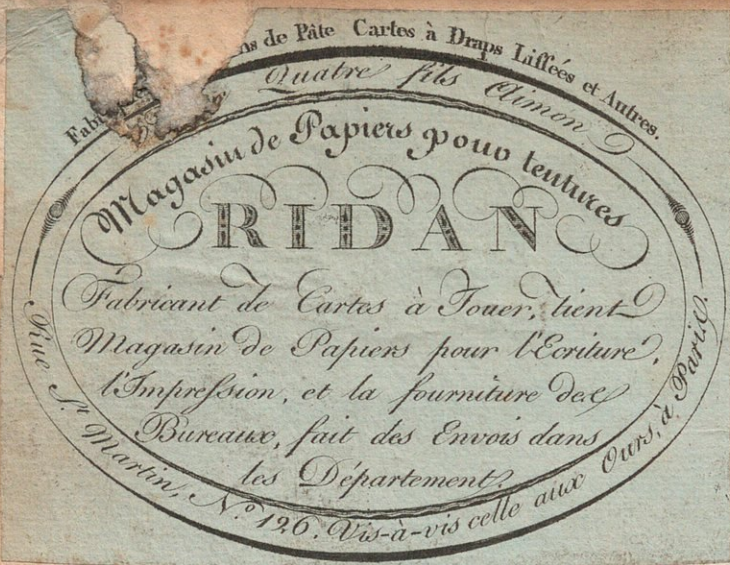 ns de Pâte Cartes à Draps Lissées et Autres.
Quatre fils Aimon
Magasin de Papiers pour tentures
RIDAN
Fabricant de Cartes à Jouer, tient
Magasin de Papiers pour l'Ecriture,
l'Impression, et la fourniture des
Bureaux, fait des Envois dans
les Département.
Rue St. Martin, No. 126. Vis-à-vis celle aux Ours, à Paris.